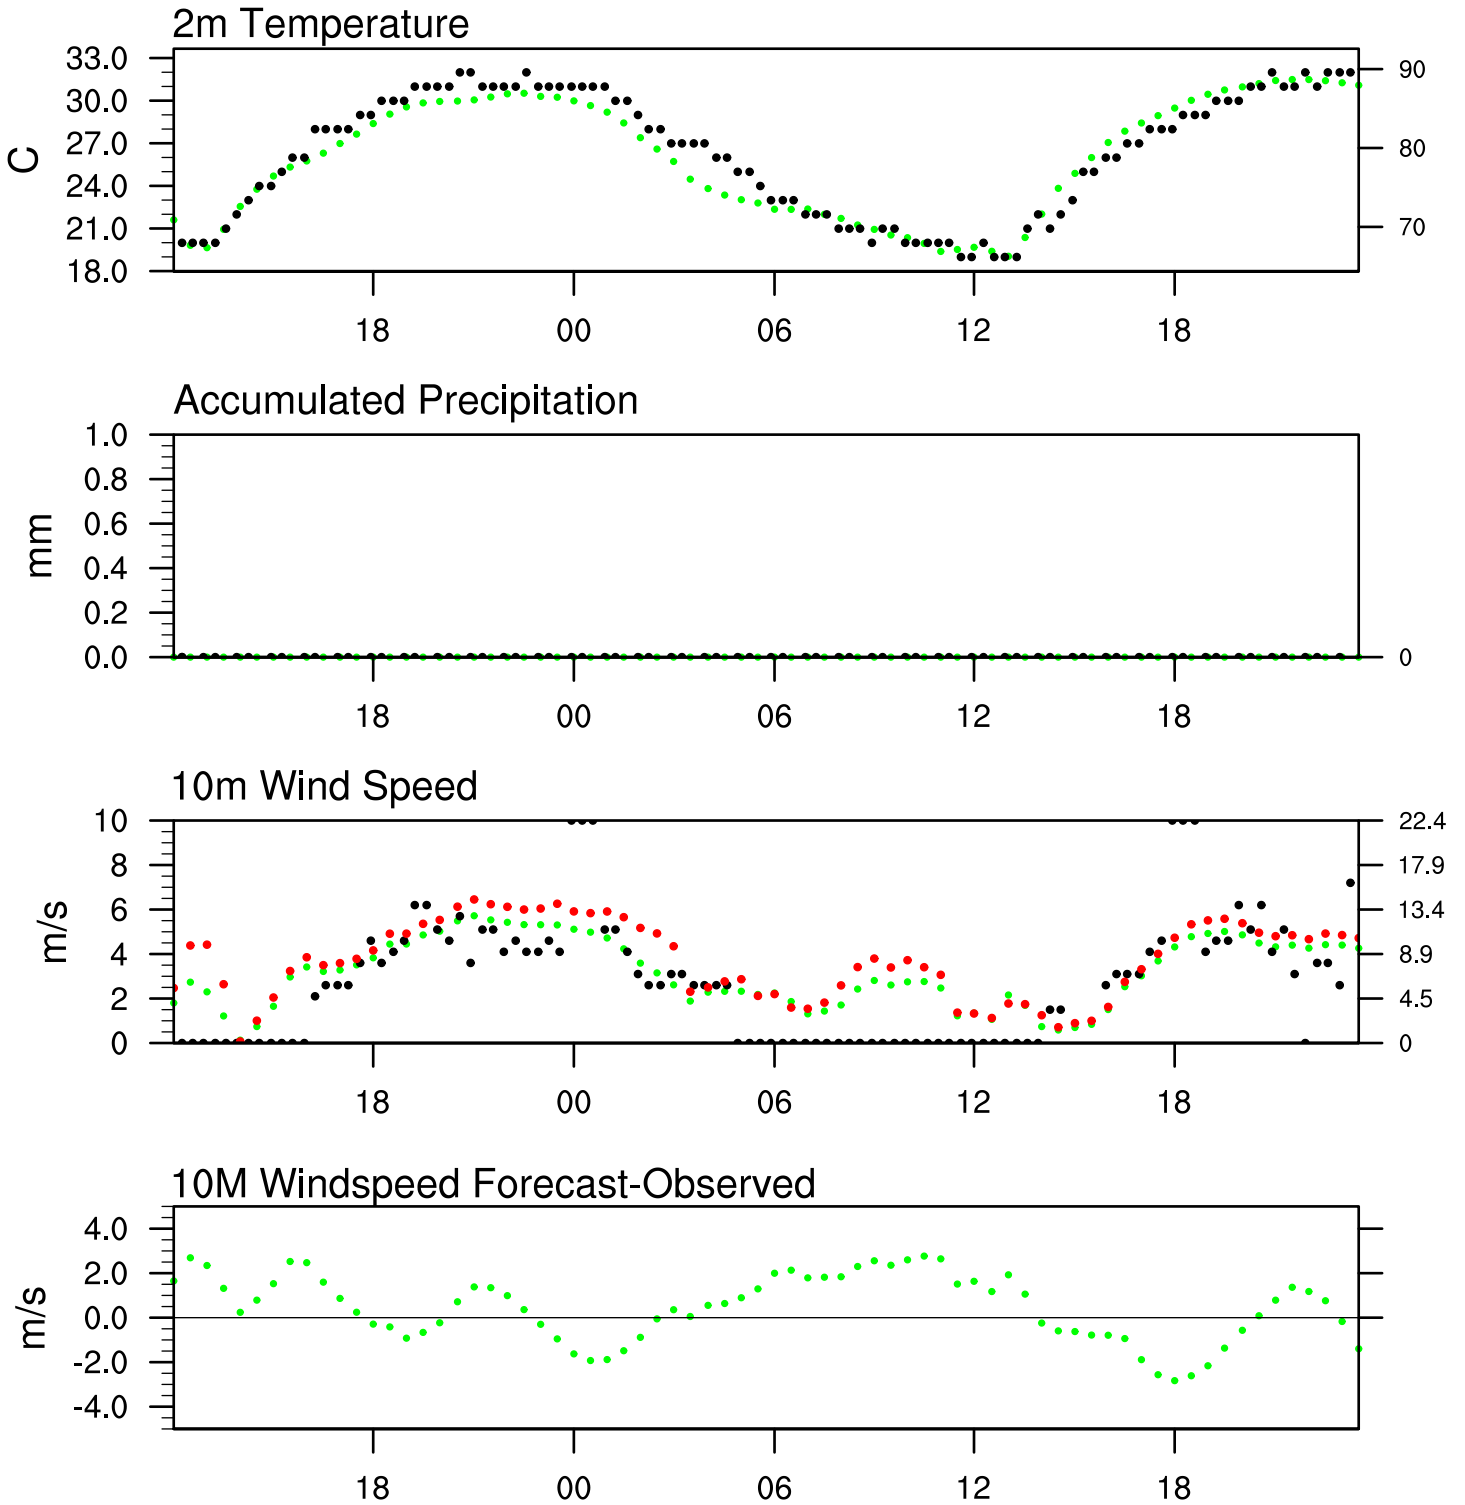 2m Temperature
33.0
30.0
27.0
24.0
21.0
18.0
C
90
80
70
18 00 06 12 18
Accumulated Precipitation
1.0
0.8
0.6
0.4
0.2
0.0
mm
0
18 00 06 12 18
10m Wind Speed
10
8
6
4
2
0
m/s
22.4
17.9
13.4
8.9
4.5
0
18 00 06 12 18
10M Windspeed Forecast-Observed
4.0
2.0
0.0
-2.0
-4.0
m/s
18 00 06 12 18